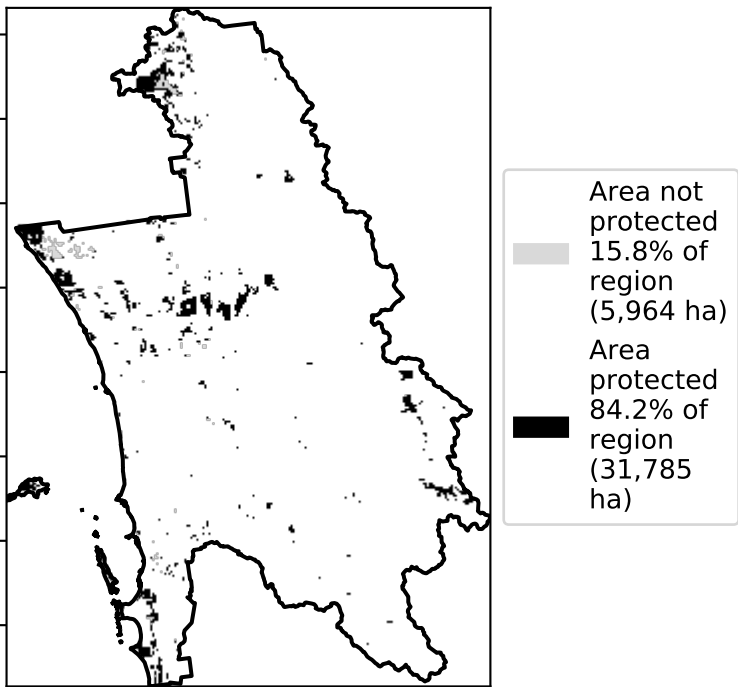 Area not
protected
15.8% of
region
(5,964 ha)
Area
protected
84.2% of
region
(31,785
ha)